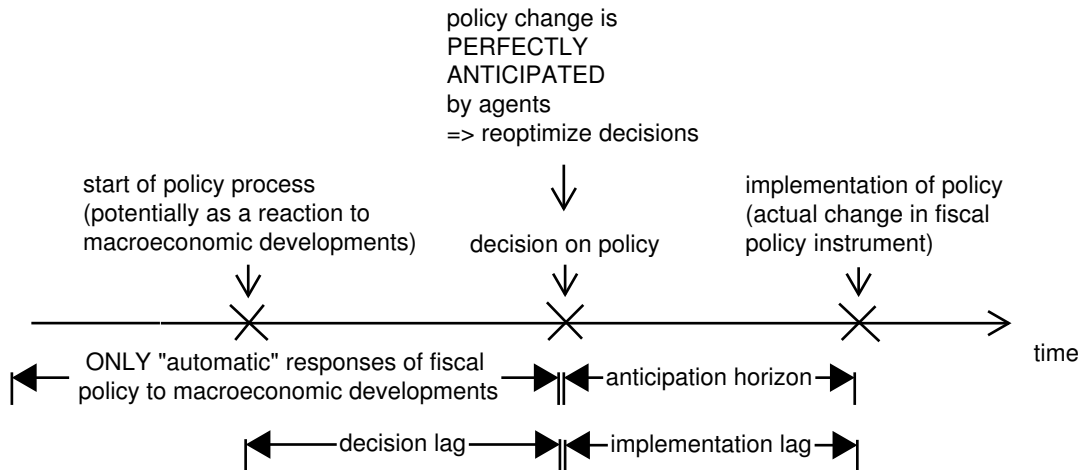 policy change is
PERFECTLY
ANTICIPATED
by agents
=> reoptimize decisions
start of policy process
(potentially as a reaction to
macroeconomic developments)
decision on policy
implementation of policy
(actual change in fiscal
policy instrument)
time
ONLY "automatic" responses of fiscal
policy to macroeconomic developments
anticipation horizon
decision lag
implementation lag